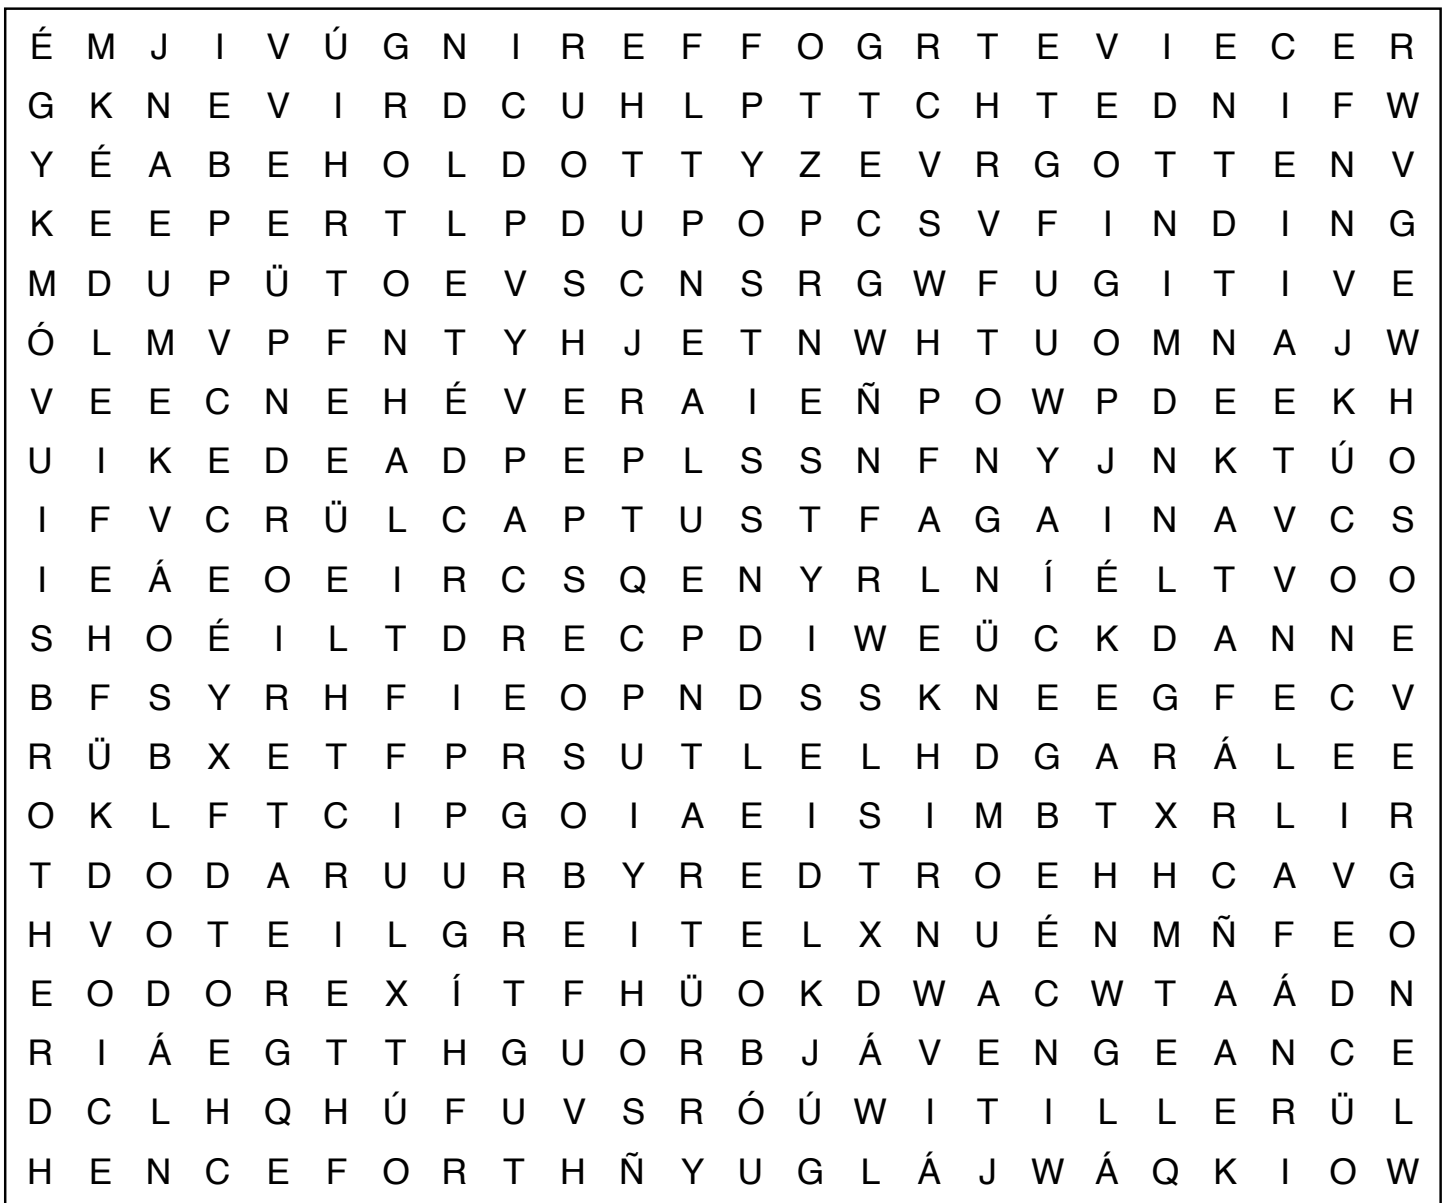 É M J I V Ú G N I R E F F O G R T E V I E C E R
G K N E V I R D C U H L P T T C H T E D N I F W
Y É A B E H O L D O T T Y Z E V R G O T T E N V
K E E P E R T L P D U P O P C S V F I N D I N G
M D U P Ü T O E V S C N S R G W F U G I T I V E
Ó L M V P F N T Y H J E T N W H T U O M N A J W
V E E C N E H É V E R A I E Ñ P O W P D E E K H
U I K E D E A D P E P L S S N F N Y J N K T Ú O
I F V C R Ü L C A P T U S T F A G A I N A V C S
I E Á E O E I R C S Q E N Y R L N Í É L T V O O
S H O É I L T D R E C P D I W E Ü C K D A N N E
B F S Y R H F I E O P N D S S K N E E G F E C V
R Ü B X E T F P R S U T L E L H D G A R Á L E E
O K L F T C I P G O I A E I S I M B T X R L I R
T D O D A R U U R B Y R E D T R O E H H C A V G
H V O T E I L G R E I T E L X N U É N M Ñ F E O
E O D O R E X Í T F H Ü O K D W A C W T A Á D N
R I Á E G T T H G U O R B J Á V E N G E A N C E
D C L H Q H Ú F U V S R Ó Ú W I T I L L E R Ü L
H E N C E F O R T H Ñ Y U G L Á J W Á Q K I O W